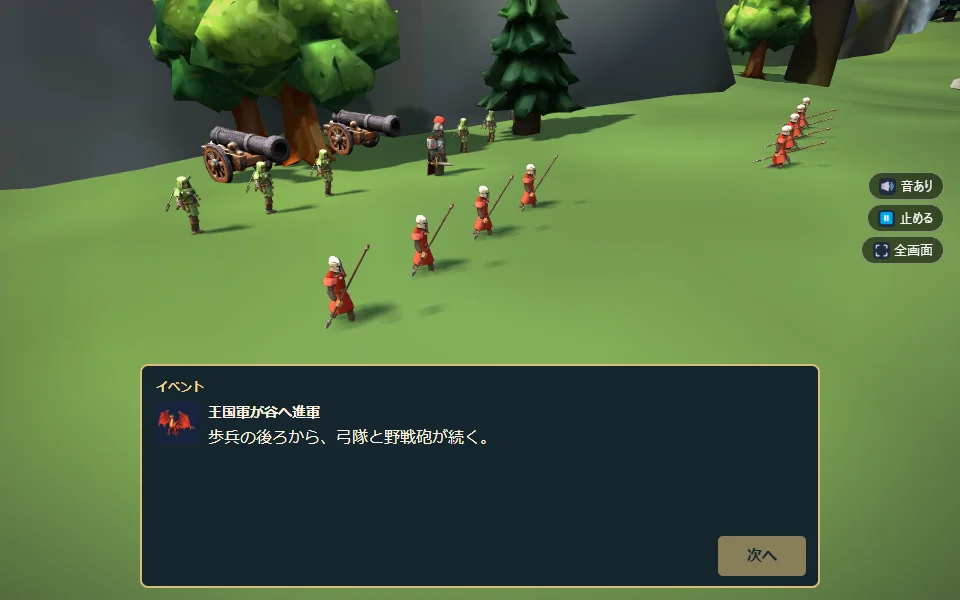 音あり
止める
全画面
イベント
王国軍が谷へ進軍
歩兵の後ろから、弓隊と野戦砲が続く。
次へ